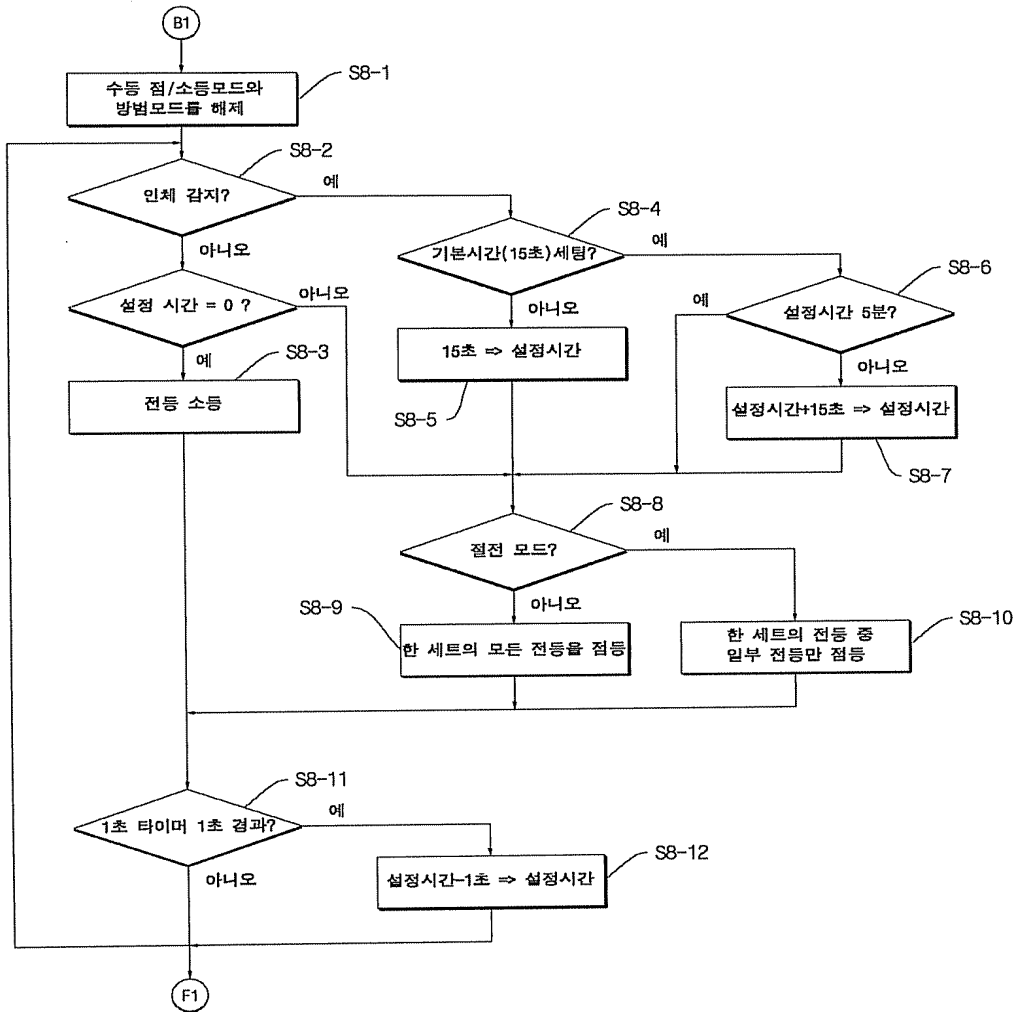 B1
수등 점/소등모드와
방범모드를 해제
S8-1
S8-2
인체 감지?
예
아니오
S8-4
기본시간(15초)세팅?
예
아니오
S8-6
설정시간 5분?
예
아니오
설정 시간 = 0 ?
아니오
예
S8-3
전등 소등
15초 => 설정시간
S8-5
설정시간+15초 => 설정시간
S8-7
S8-8
절전 모드?
예
아니오
S8-9
한 세트의 모든 전등을 점등
한 세트의 전등 중
일부 전등만 점등
S8-10
S8-11
1초 타이머 1초 경과?
예
아니오
설정시간-1초 => 설정시간
S8-12
F1